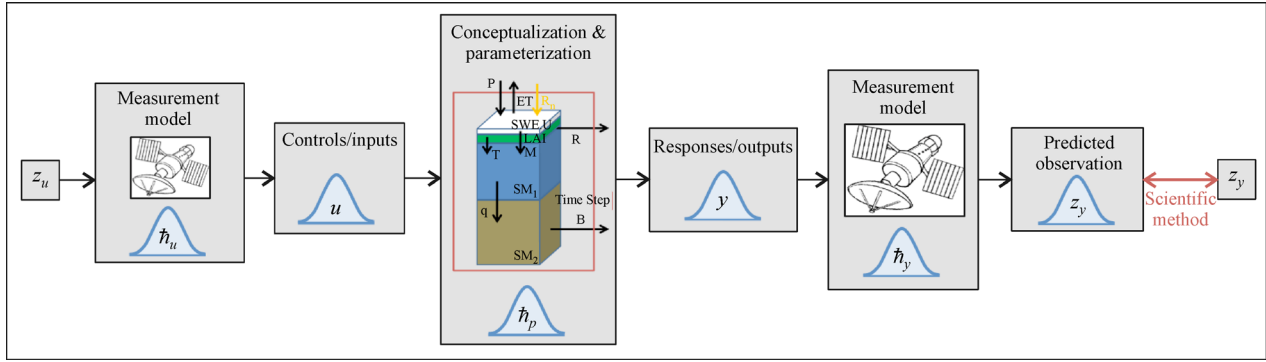 z_u
Measurement
model
ħ_u
Controls/inputs
u
Conceptualization &
parameterization
P
ET
R_n
SWE,U
LAI
R
T
M
SM_1
q
Time Step
B
SM_2
ħ_p
Responses/outputs
y
Measurement
model
ħ_y
Predicted
observation
z_y
Scientific
method
z_y